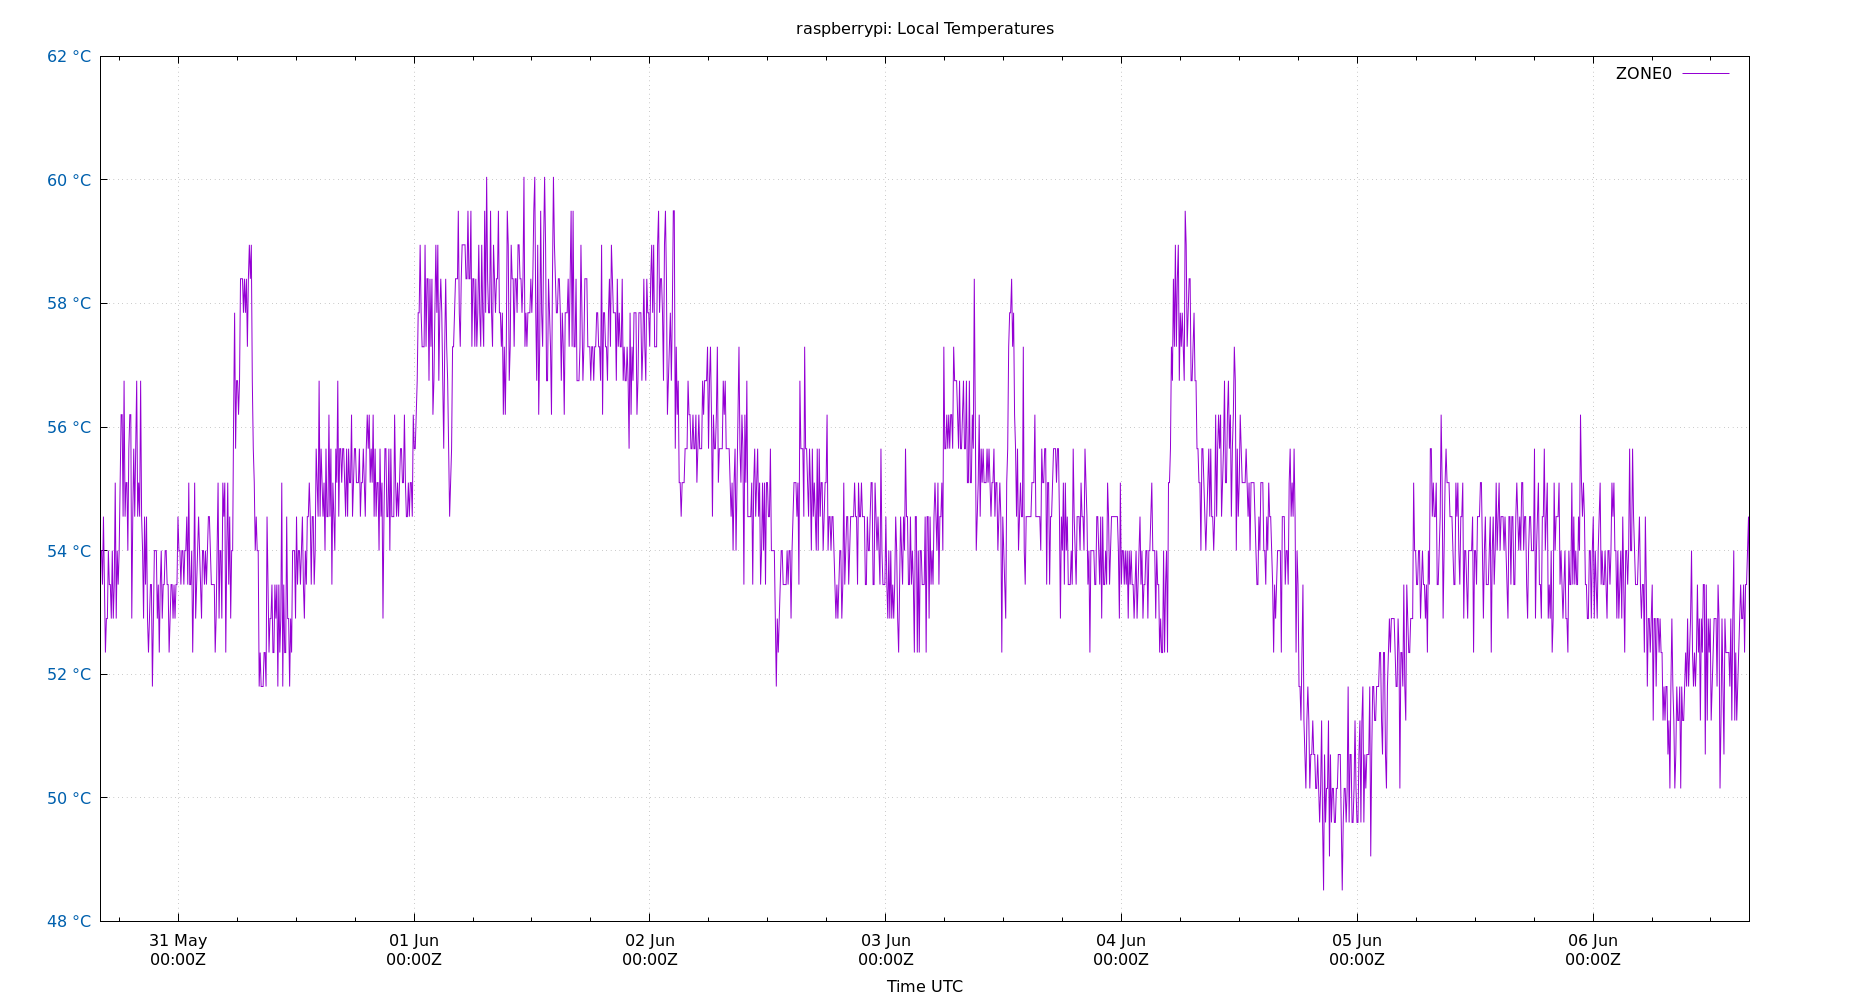 raspberrypi: Local Temperatures
62 °C
ZONE0
60 °C
58 °C
56 °C
54 °C
52 °C
50 °C
48 °C
31 May 01 Jun 02 Jun 03 Jun 04 Jun 05 Jun 06 Jun
00:00Z 00:00Z 00:00Z 00:00Z 00:00Z 00:00Z 00:00Z
Time UTC